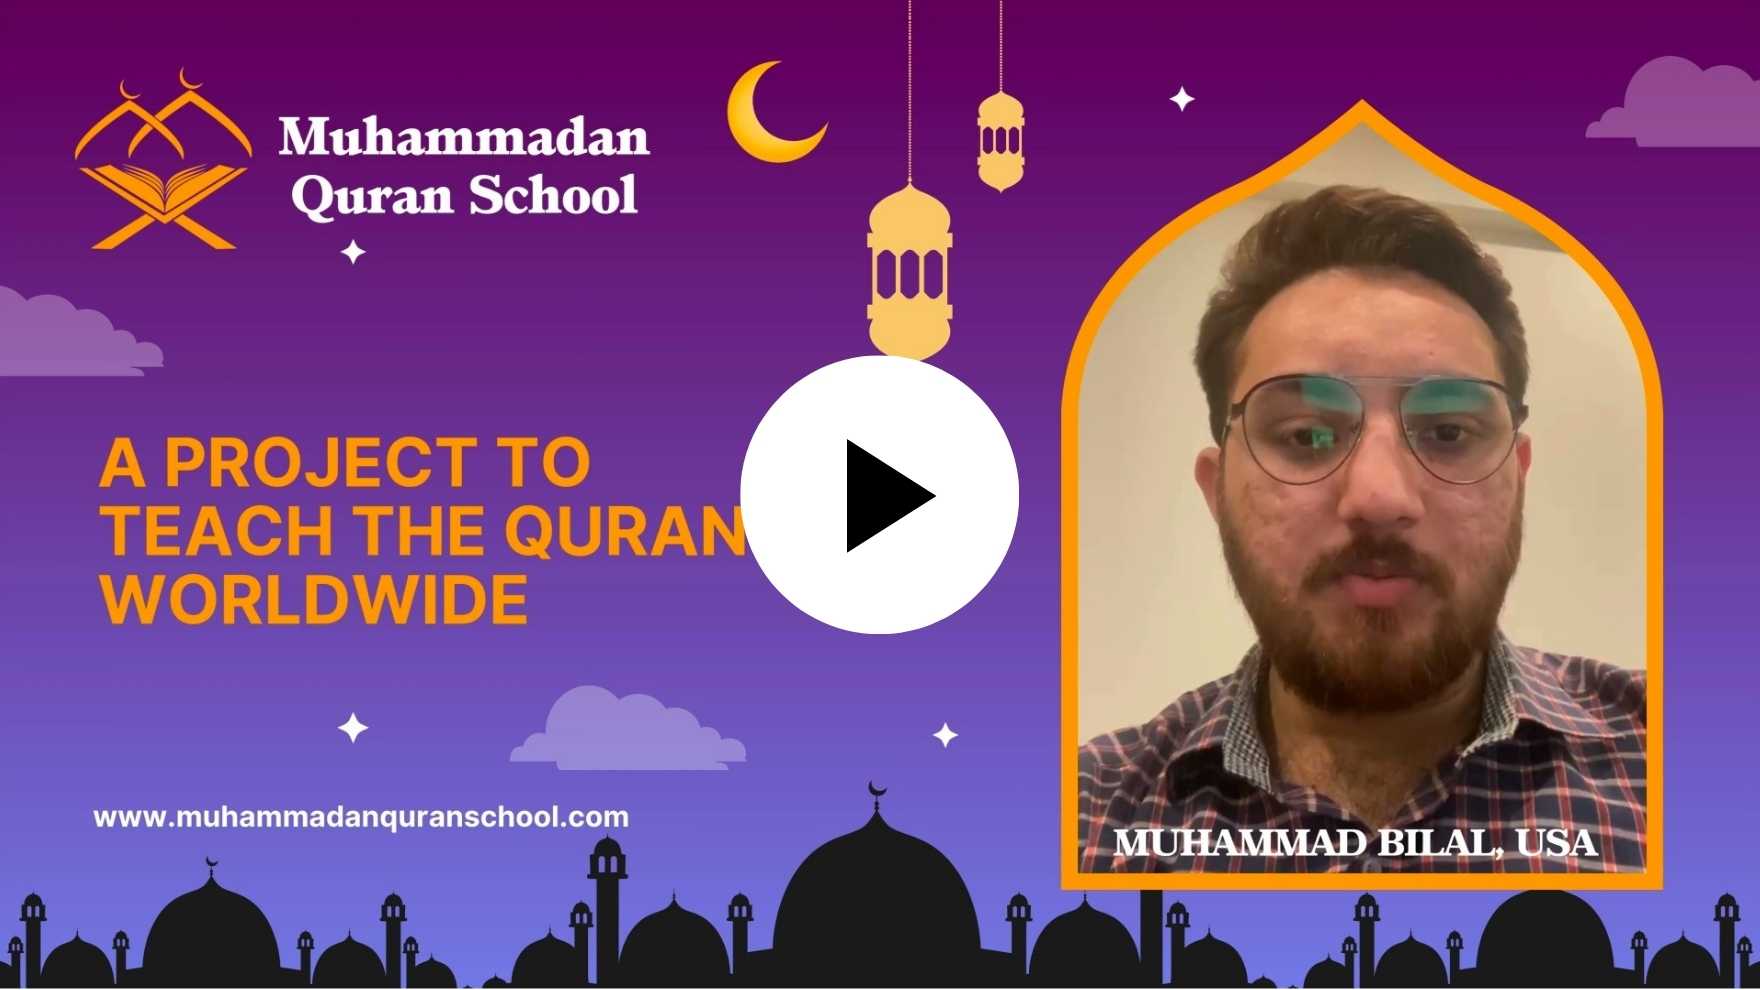 Muhammadan
Quran School
A PROJECT TO
TEACH THE QURAN
WORLDWIDE
www.muhammadanquranschool.com
MUHAMMAD BILAL, USA